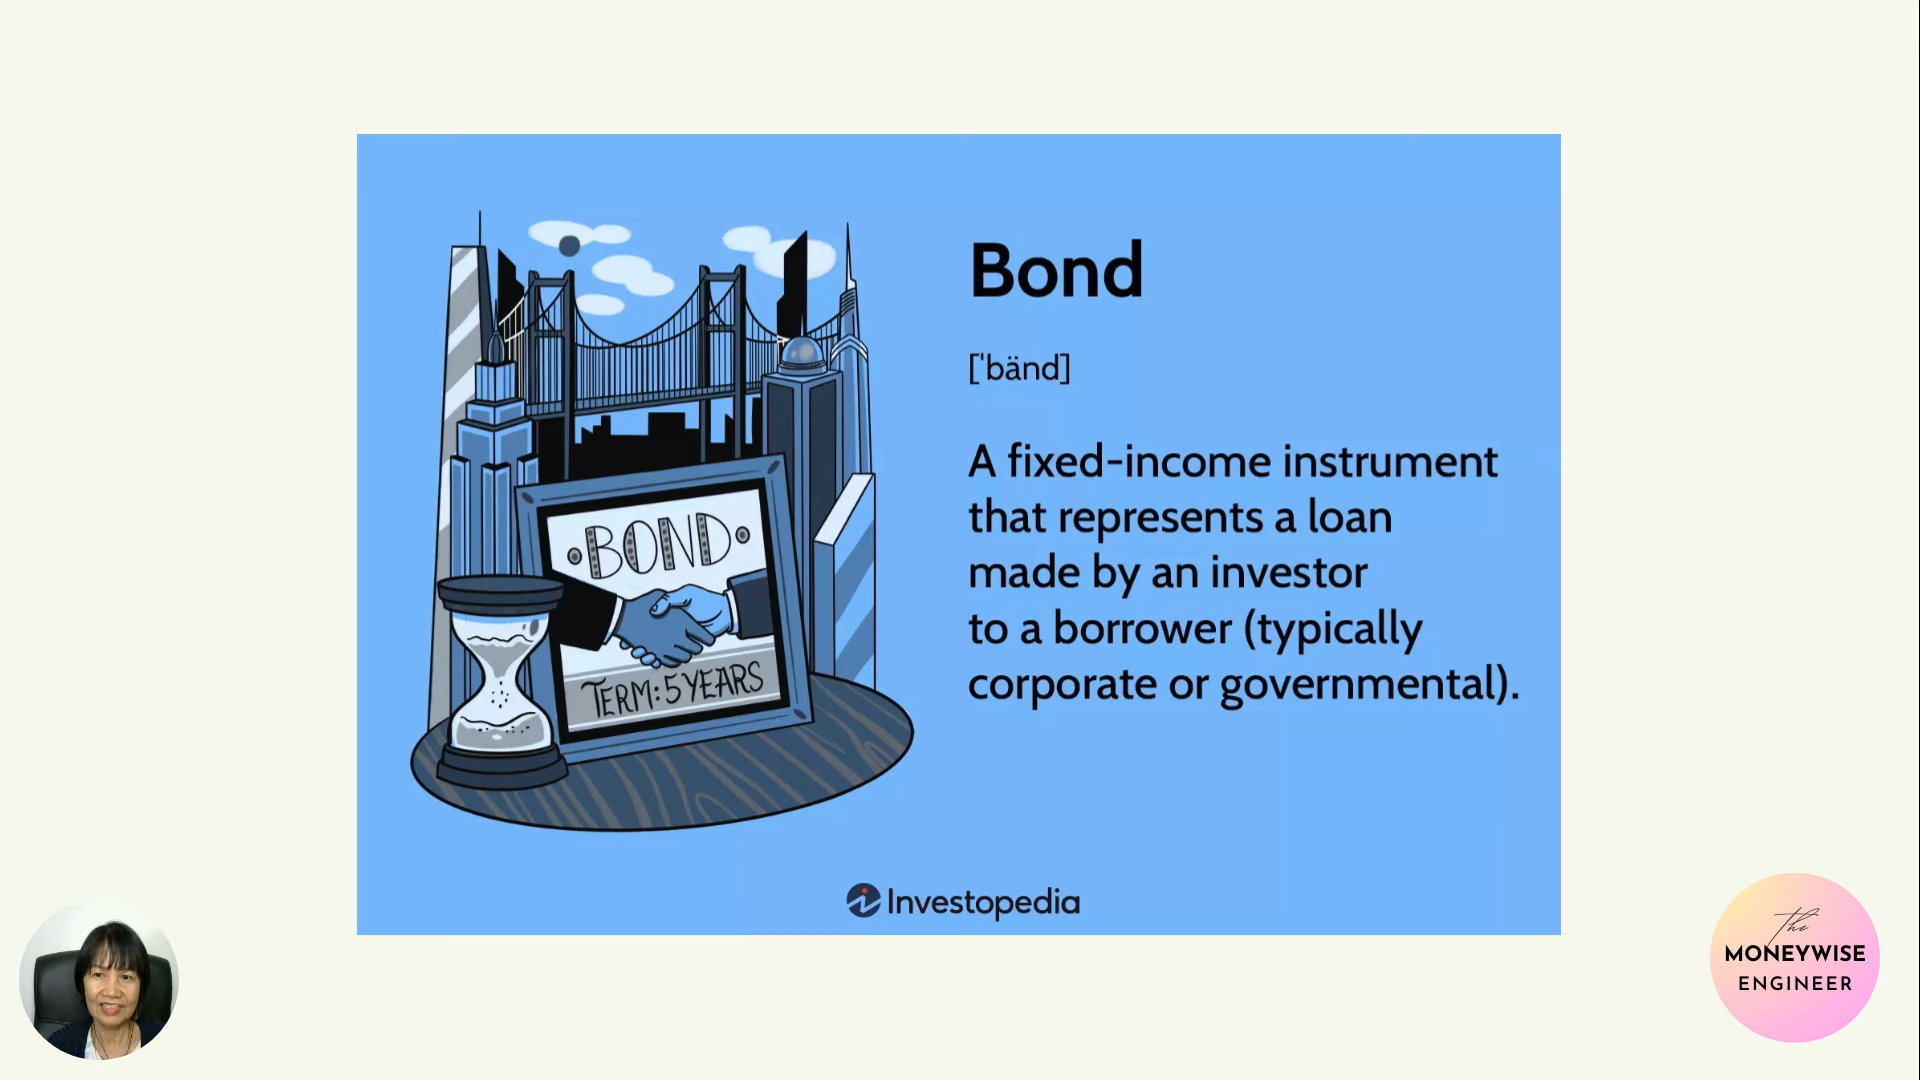 Bond
['bänd]
A fixed-income instrument
that represents a loan
made by an investor
to a borrower (typically
corporate or governmental).
•BOND•
TERM: 5 YEARS
Investopedia
The
MONEYWISE
ENGINEER